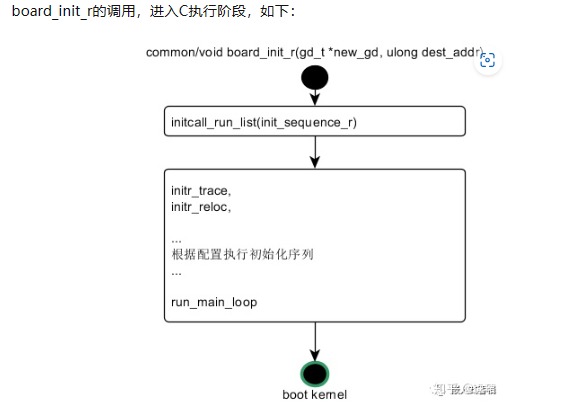 board_init_r的调用，进入C执行阶段，如下：
common/void board_init_r(gd_t *new_gd, ulong dest_addr)
initcall_run_list(init_sequence_r)
initr_trace,
initr_reloc,
...
根据配置执行初始化序列
...
run_main_loop
boot kernel